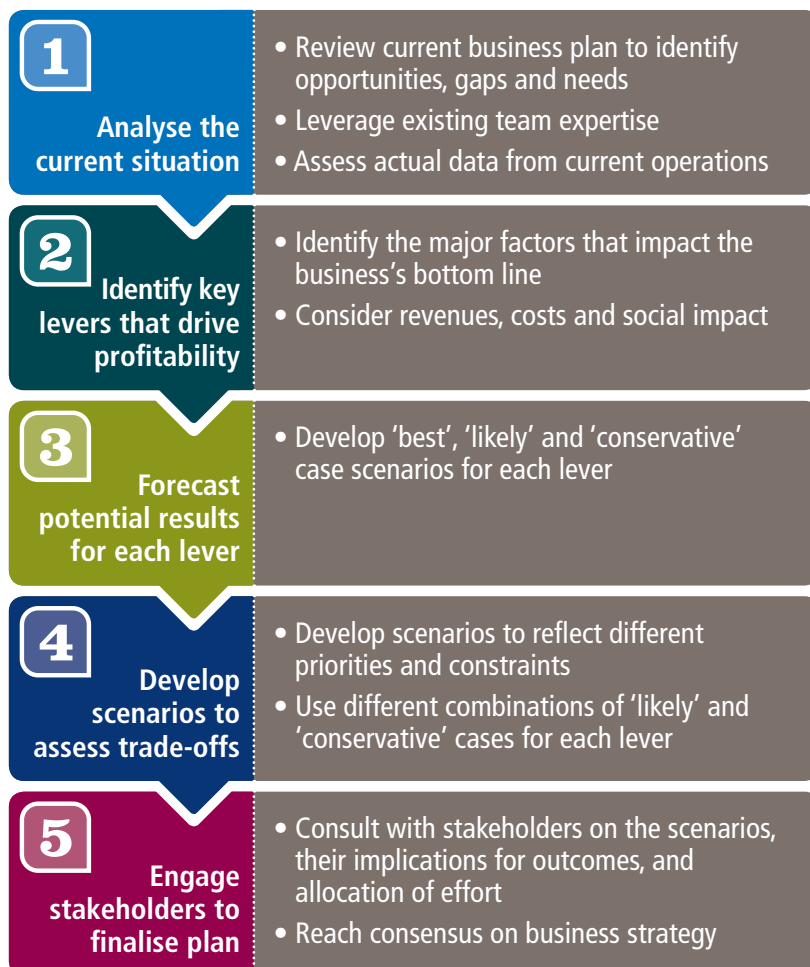 1
Analyse the
current situation
• Review current business plan to identify
opportunities, gaps and needs
• Leverage existing team expertise
• Assess actual data from current operations
2
Identify key
levers that drive
profitability
• Identify the major factors that impact the
business’s bottom line
• Consider revenues, costs and social impact
3
Forecast
potential results
for each lever
• Develop ‘best’, ‘likely’ and ‘conservative’
case scenarios for each lever
4
Develop
scenarios to
assess trade-offs
• Develop scenarios to reflect different
priorities and constraints
• Use different combinations of ‘likely’ and
‘conservative’ cases for each lever
5
Engage
stakeholders to
finalise plan
• Consult with stakeholders on the scenarios,
their implications for outcomes, and
allocation of effort
• Reach consensus on business strategy